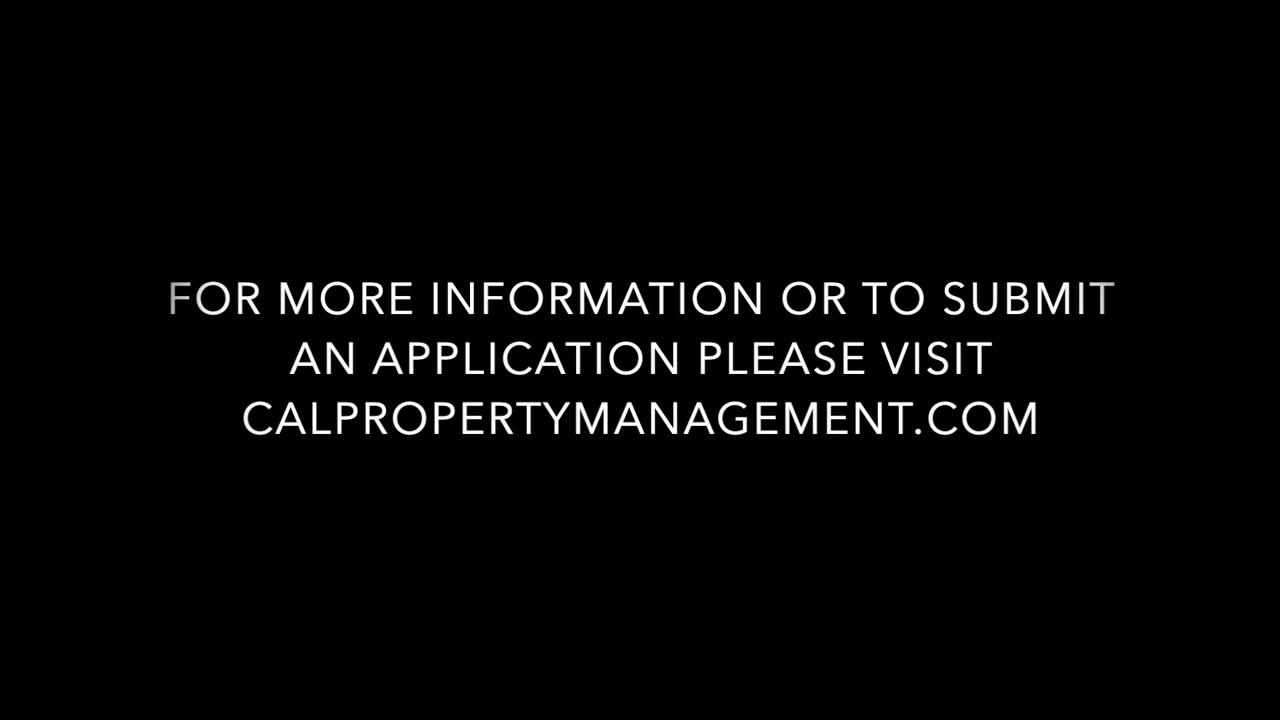 FOR MORE INFORMATION OR TO SUBMIT
AN APPLICATION PLEASE VISIT
CALPROPERTYMANAGEMENT.COM